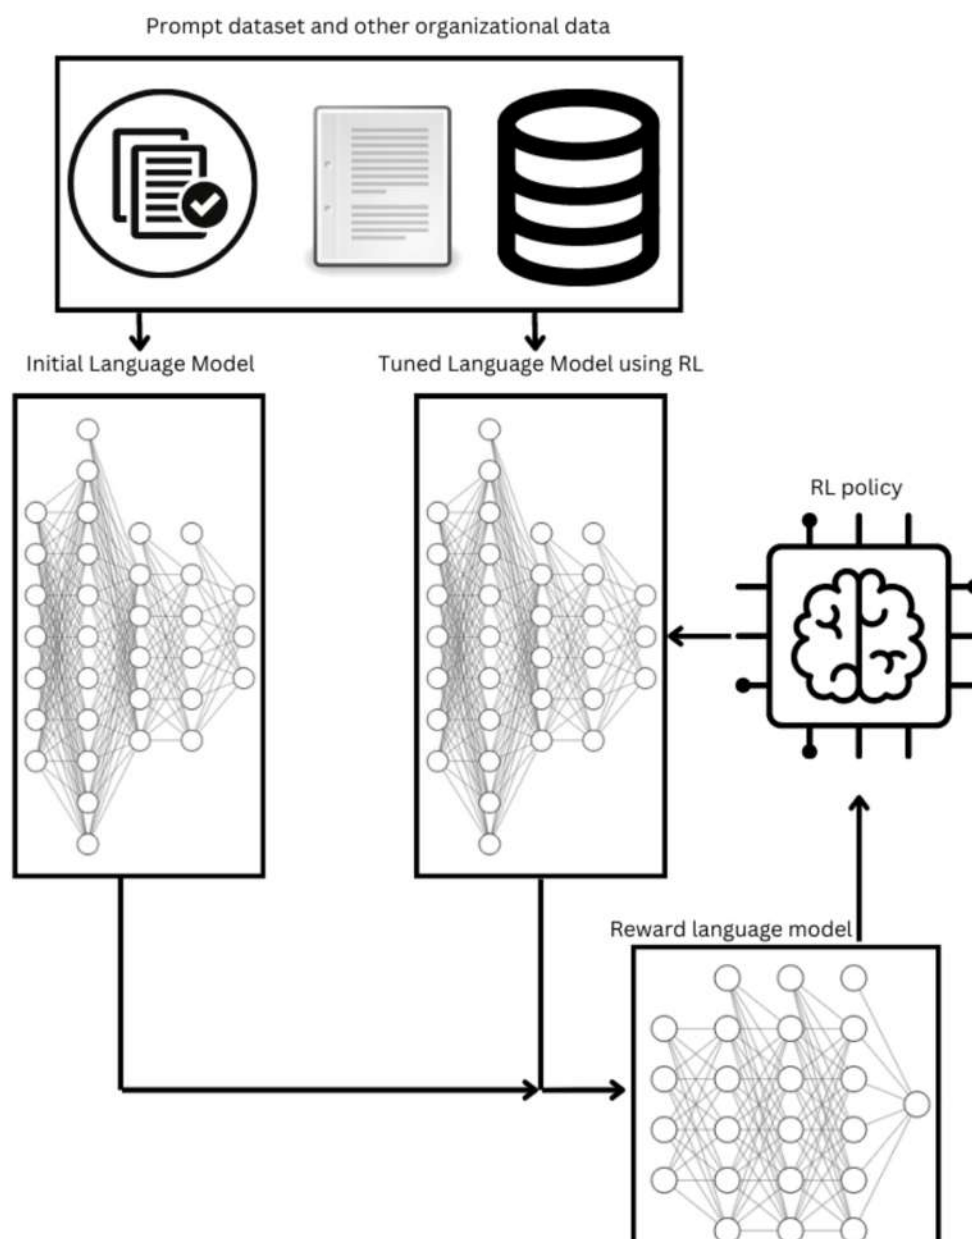 Prompt dataset and other organizational data
Initial Language Model
Tuned Language Model using RL
RL policy
Reward language model